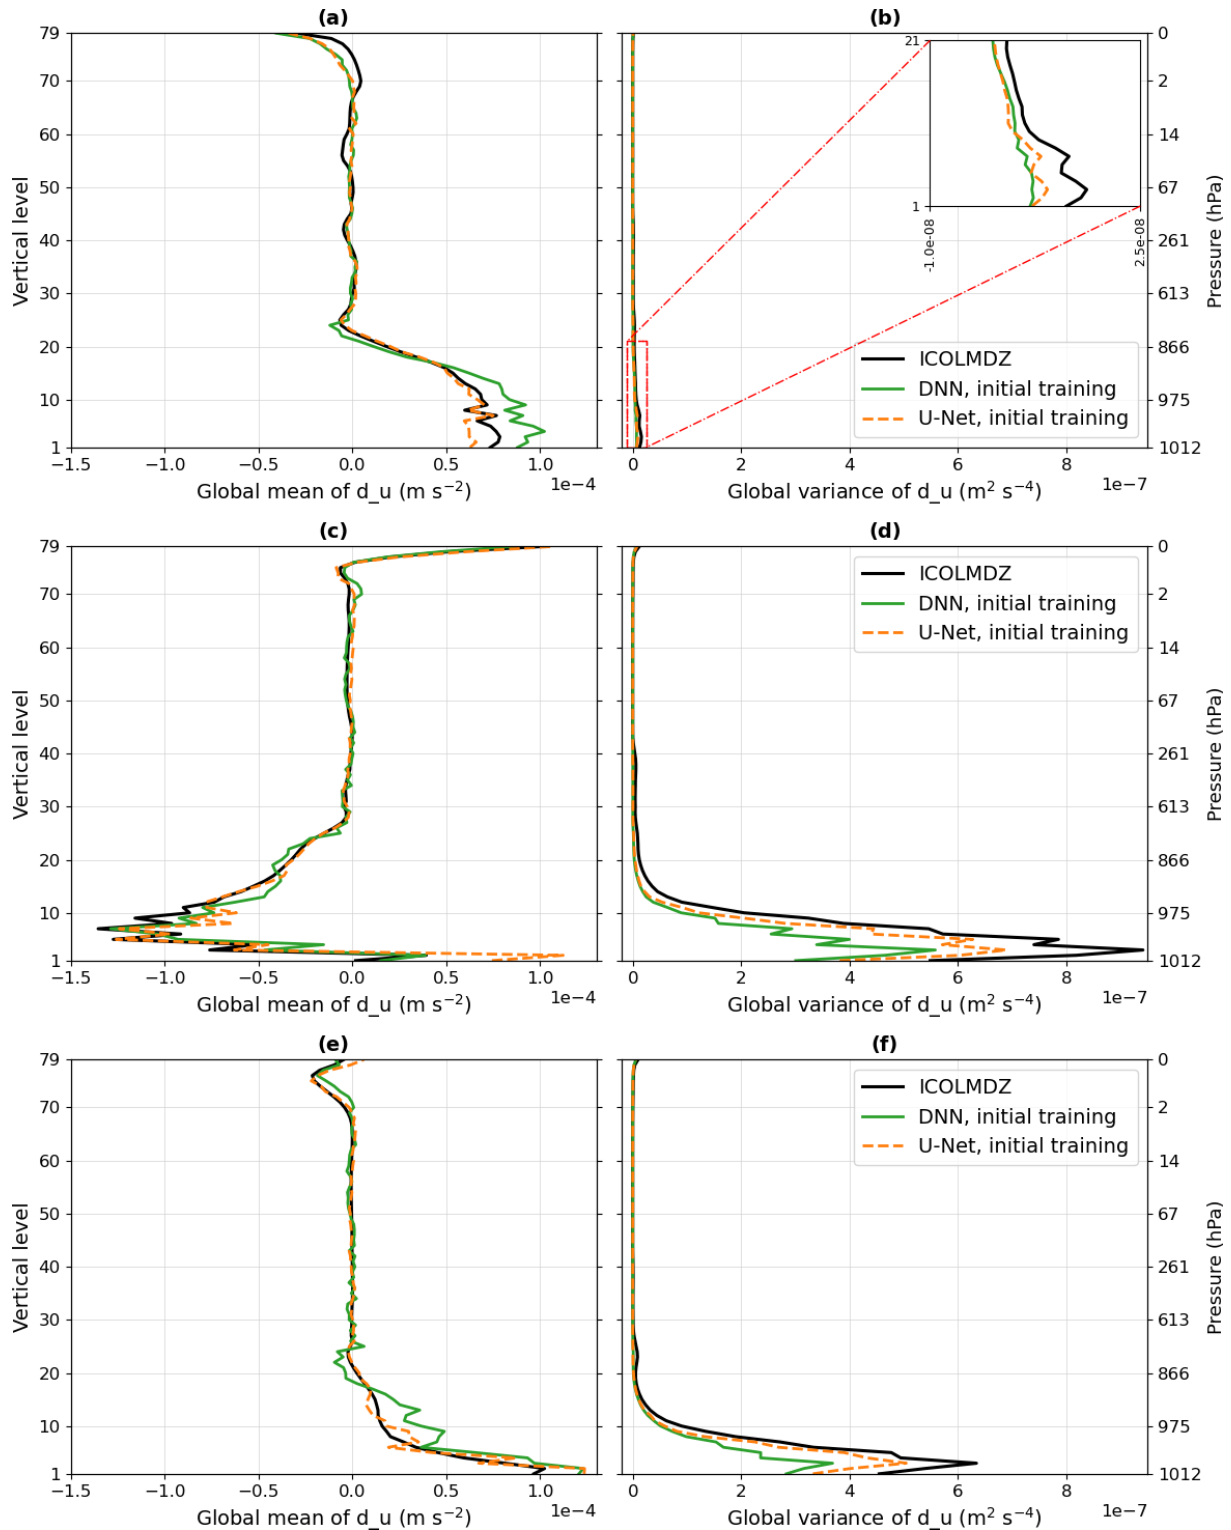 (a)
79
70
60
50
40
30
20
10
1
Vertical level
−1.5 −1.0 −0.5 0.0 0.5 1.0
1e−4
Global mean of d_u (m s−2)
(b)
21
1
-1.0e-08
2.5e-08
ICOLMDZ
DNN, initial training
U-Net, initial training
0
2
14
67
261
613
866
975
1012
Pressure (hPa)
0 2 4 6 8
1e−7
Global variance of d_u (m2 s−4)
(c)
79
70
60
50
40
30
20
10
1
Vertical level
−1.5 −1.0 −0.5 0.0 0.5 1.0
1e−4
Global mean of d_u (m s−2)
(d)
ICOLMDZ
DNN, initial training
U-Net, initial training
0
2
14
67
261
613
866
975
1012
Pressure (hPa)
0 2 4 6 8
1e−7
Global variance of d_u (m2 s−4)
(e)
79
70
60
50
40
30
20
10
1
Vertical level
−1.5 −1.0 −0.5 0.0 0.5 1.0
1e−4
Global mean of d_u (m s−2)
(f)
ICOLMDZ
DNN, initial training
U-Net, initial training
0
2
14
67
261
613
866
975
1012
Pressure (hPa)
0 2 4 6 8
1e−7
Global variance of d_u (m2 s−4)